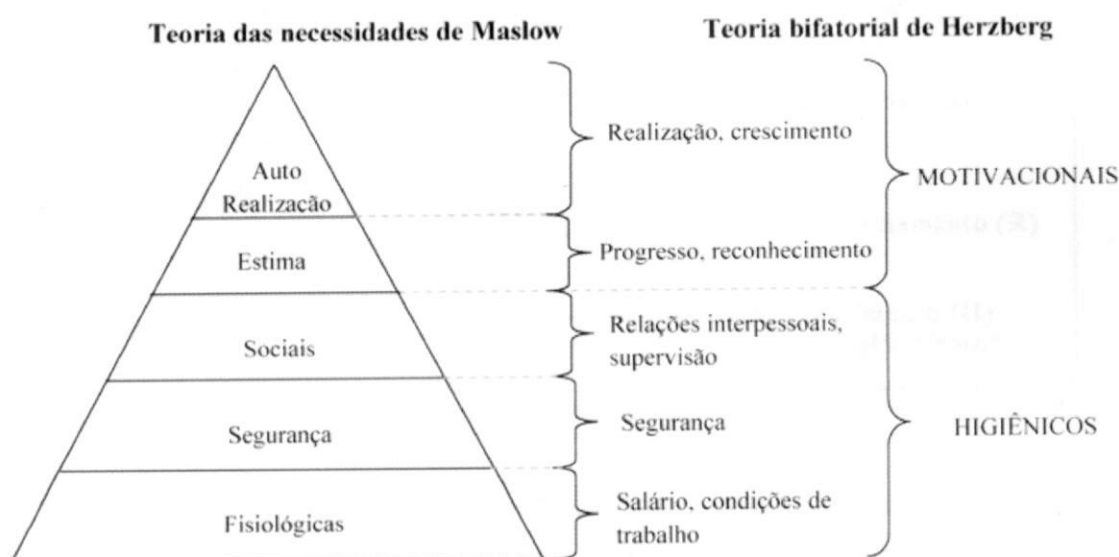 Teoria das necessidades de Maslow
Teoria bifatorial de Herzberg
Auto
Realizacão
Estima
Sociais
Segurança
Fisiológicas
Realização, crescimento
Progresso, reconhecimento
Relações interpessoais,
supervisão
Segurança
Salário, condições de
trabalho
MOTIVACIONAIS
HIGIÊNICOS